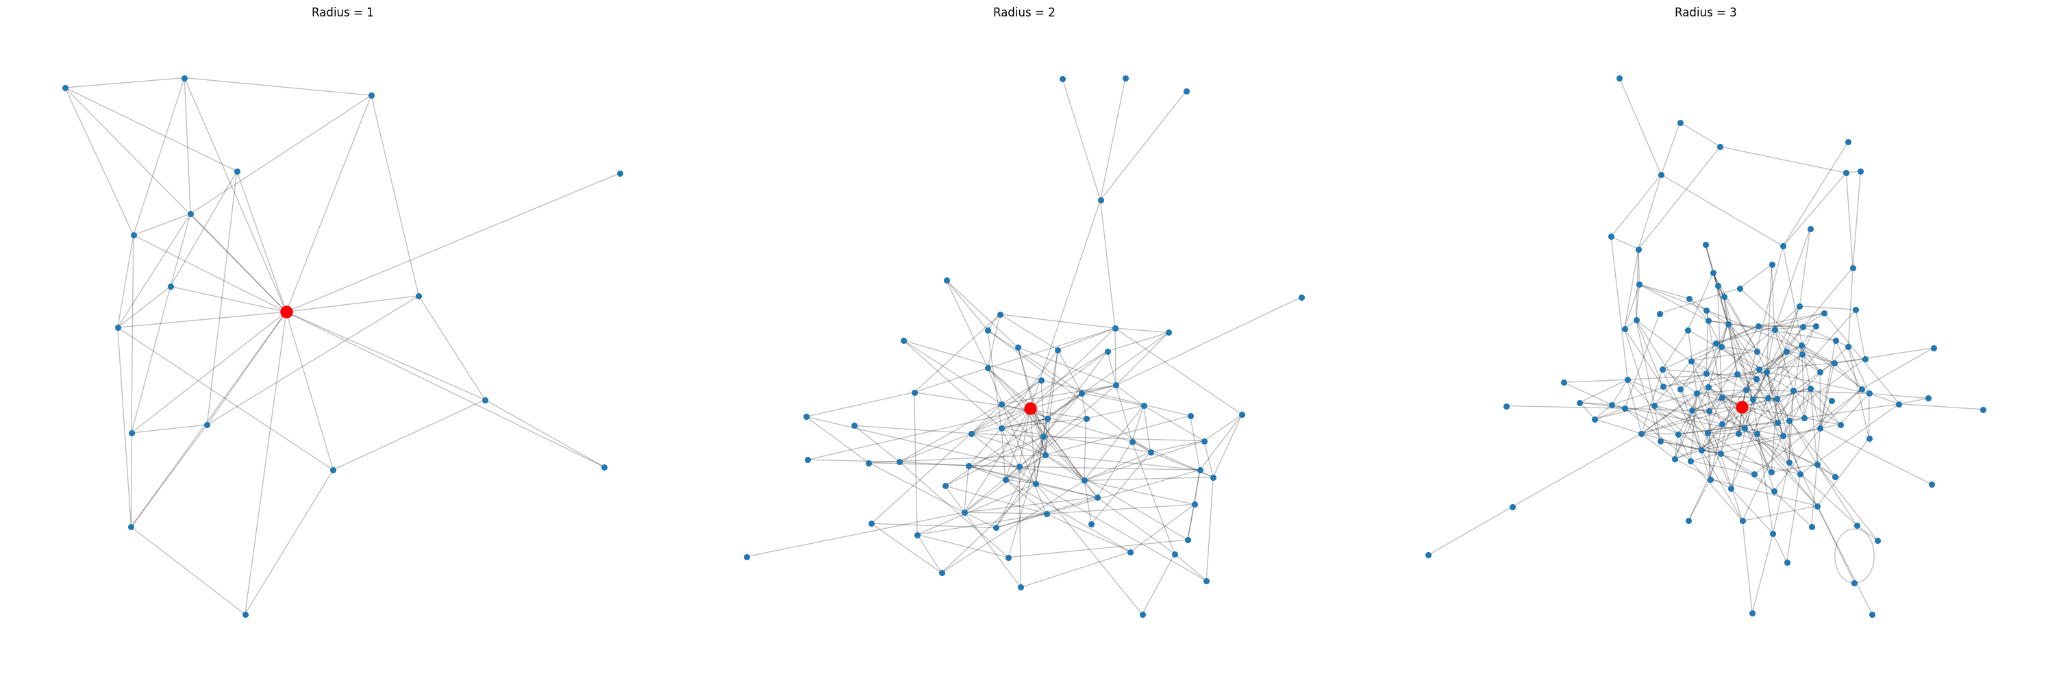 Radius = 1
Radius = 2
Radius = 3